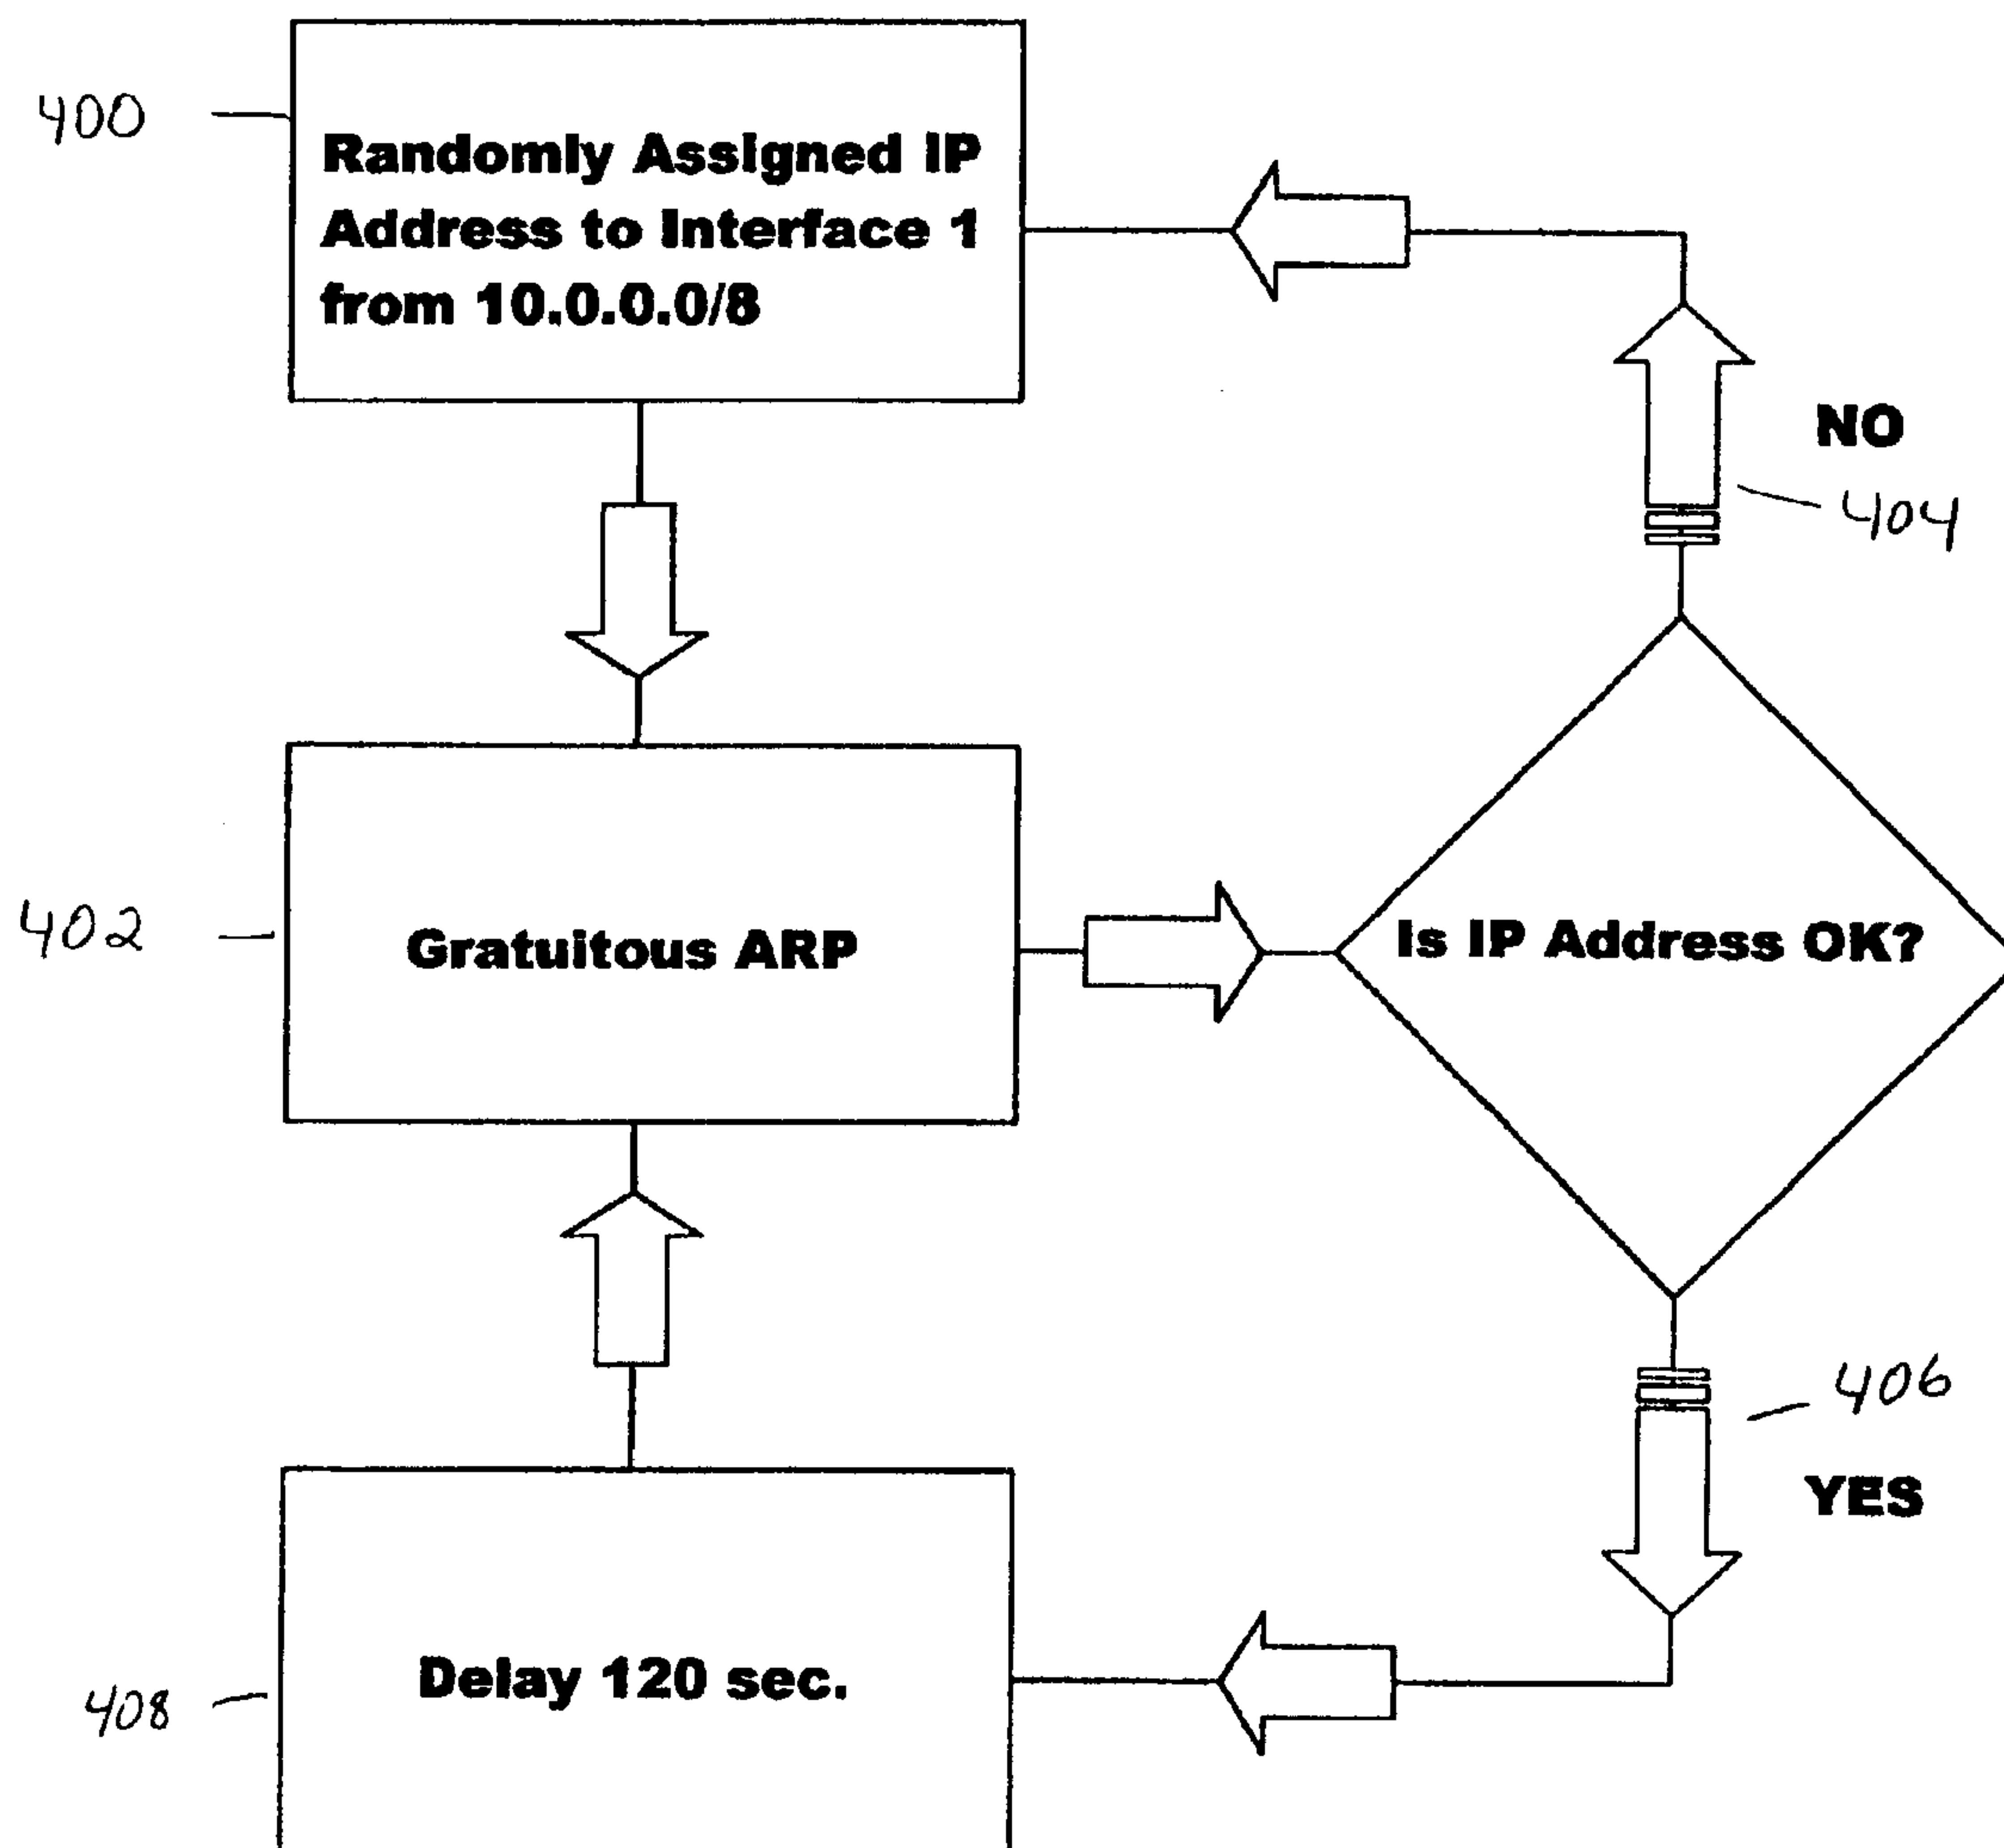 400
Randomly Assigned IP
Address to Interface 1
from 10.0.0.0/8
NO
404
402
Gratuitous ARP
Is IP Address OK?
406
YES
408
Delay 120 sec.